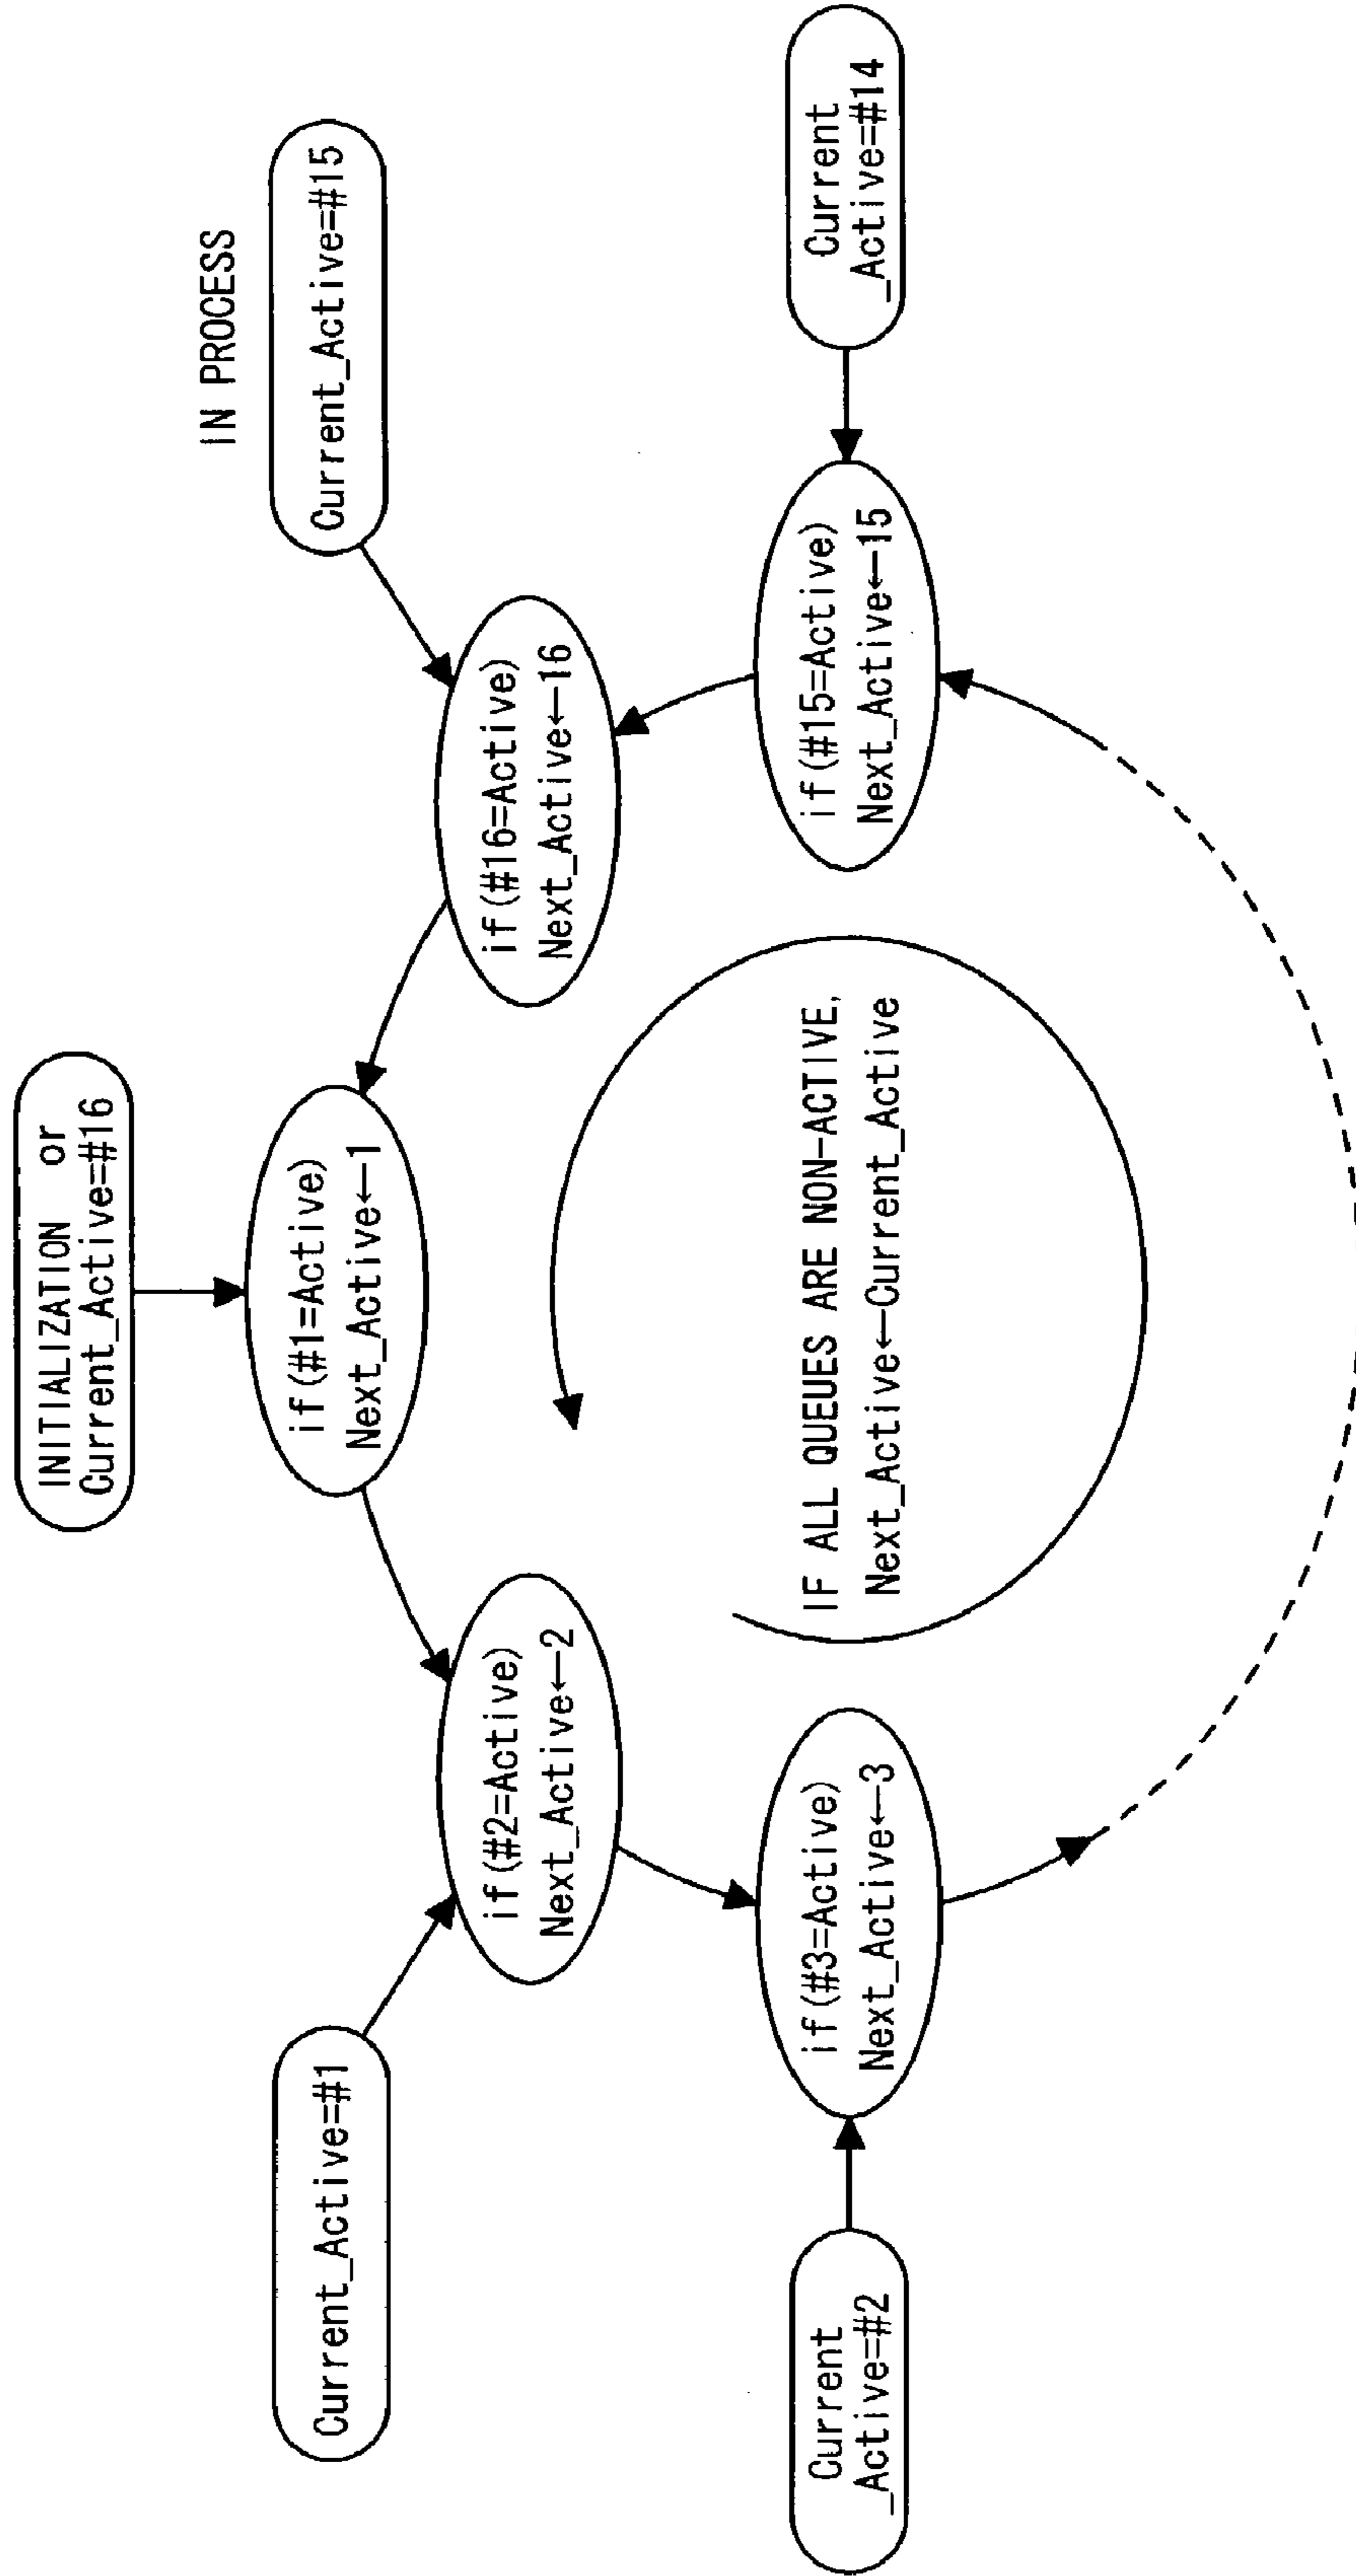 INITIALIZATION or
Current_Active=#16
IN PROCESS
Current_Active=#1
Current_Active=#15
if(#1=Active)
Next_Active←1
if(#2=Active)
Next_Active←2
if(#16=Active)
Next_Active←16
Current
_Active=#2
if(#3=Active)
Next_Active←3
IF ALL QUEUES ARE NON-ACTIVE,
Next_Active←Current_Active
if(#15=Active)
Next_Active←15
Current
_Active=#14